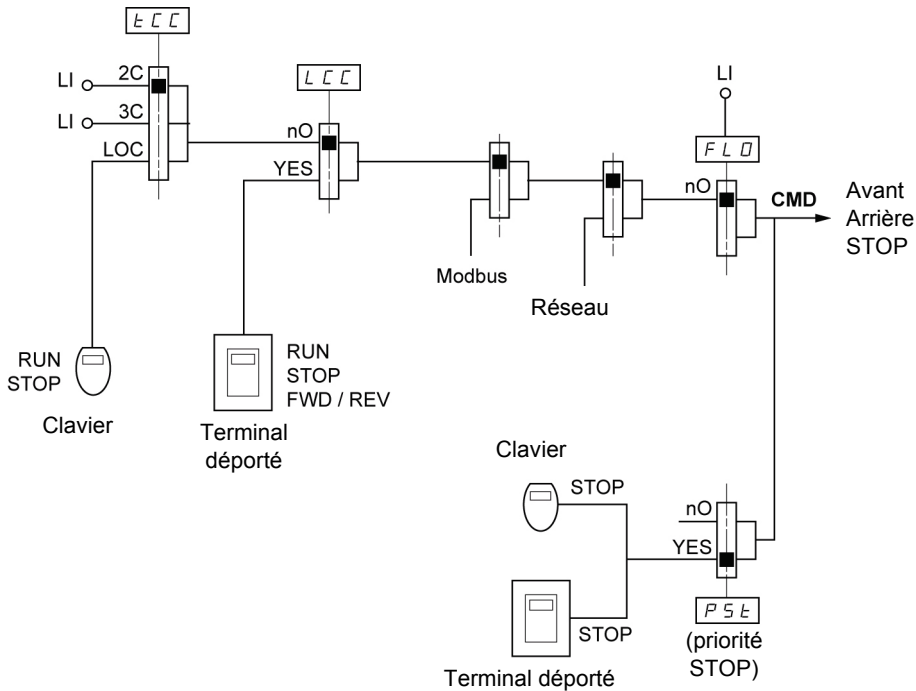 tCC
LI 2C
LI 3C
LOC
LCC
nO
YES
LI
FLO
nO
CMD
Avant
Arrière
STOP
Modbus
Réseau
RUN
STOP
Clavier
RUN
STOP
FWD / REV
Terminal
déporté
Clavier
STOP
nO
YES
PSt
(priorité
STOP)
STOP
Terminal déporté